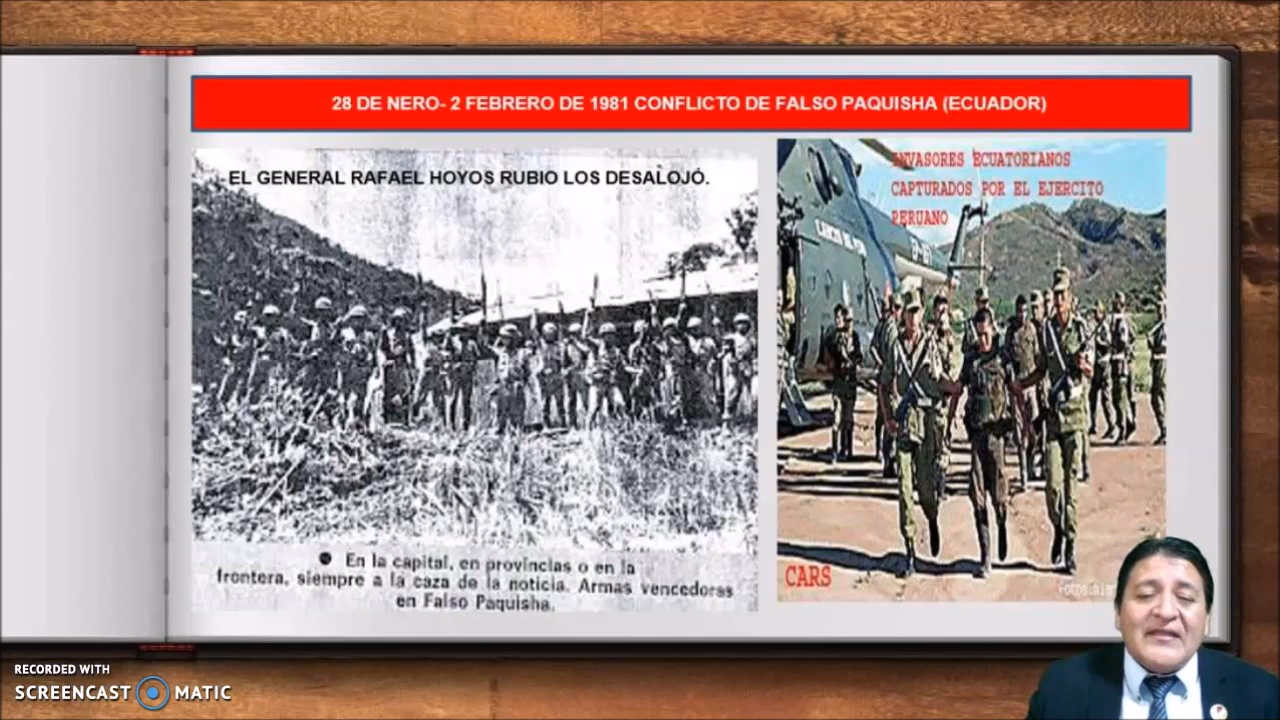 28 DE NERO- 2 FEBRERO DE 1981 CONFLICTO DE FALSO PAQUISHA (ECUADOR)
EL GENERAL RAFAEL HOYOS RUBIO LOS DESALOJÓ.
En la capital, en provincias o en la
frontera, siempre a la caza de la noticia. Armas vencedoras
en Falso Paquisha.
INVASORES ECUATORIANOS
CAPTURADOS POR EL EJERCITO
PERUANO
CARS
RECORDED WITH
SCREENCAST MATIC